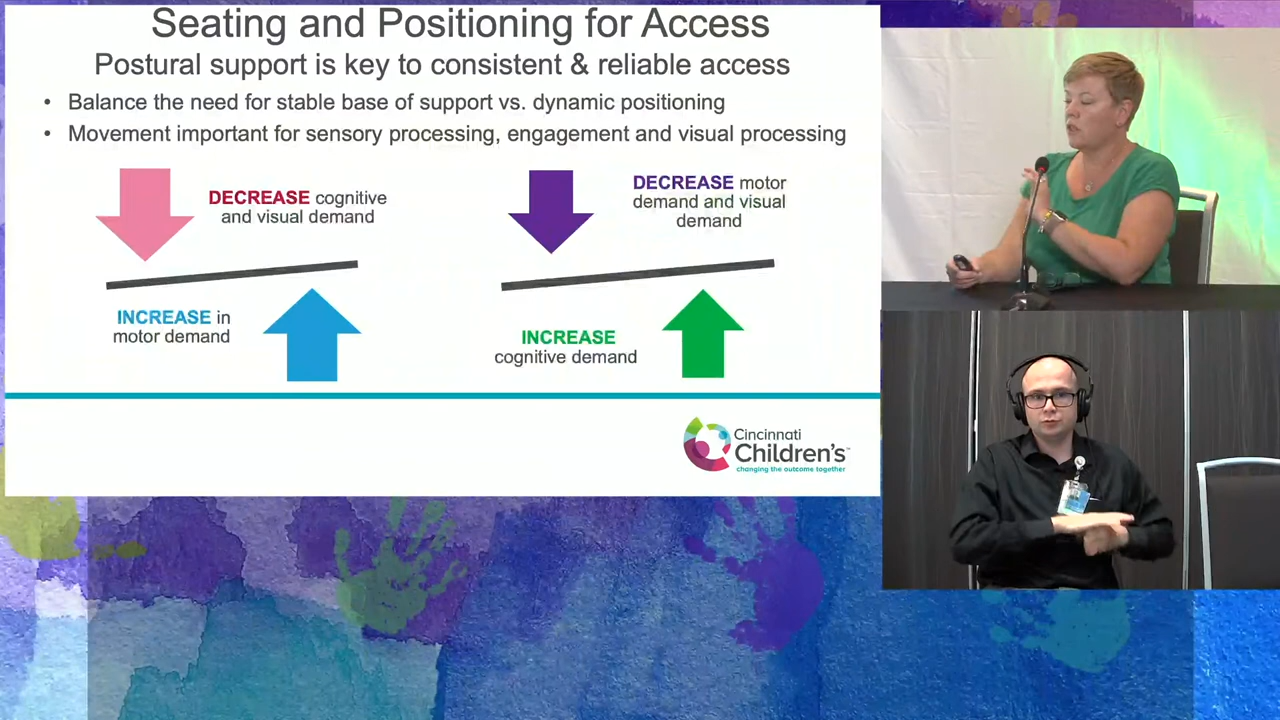 Seating and Positioning for Access
Postural support is key to consistent & reliable access
• Balance the need for stable base of support vs. dynamic positioning
• Movement important for sensory processing, engagement and visual processing
DECREASE cognitive
and visual demand
INCREASE in
motor demand
DECREASE motor
demand and visual
demand
INCREASE
cognitive demand
Cincinnati
Children's™
changing the outcome together